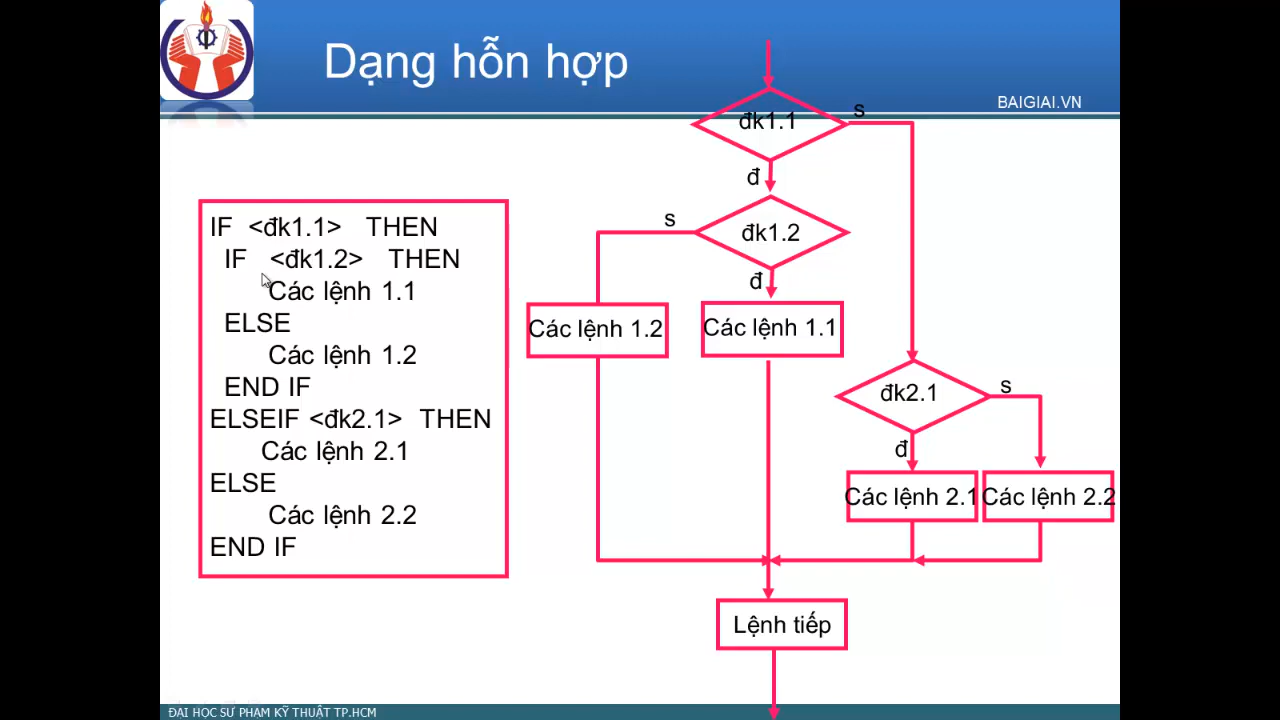 Dạng hỗn hợp
BAIGIAI.VN
IF <đk1.1> THEN
IF <đk1.2> THEN
Các lệnh 1.1
ELSE
Các lệnh 1.2
END IF
ELSEIF <đk2.1> THEN
Các lệnh 2.1
ELSE
Các lệnh 2.2
END IF
đk1.1
s
đ
đk1.2
s
đ
Các lệnh 1.2
Các lệnh 1.1
đk2.1
s
đ
Các lệnh 2.1
Các lệnh 2.2
Lệnh tiếp
ĐẠI HỌC SƯ PHẠM KỸ THUẬT TP.HCM